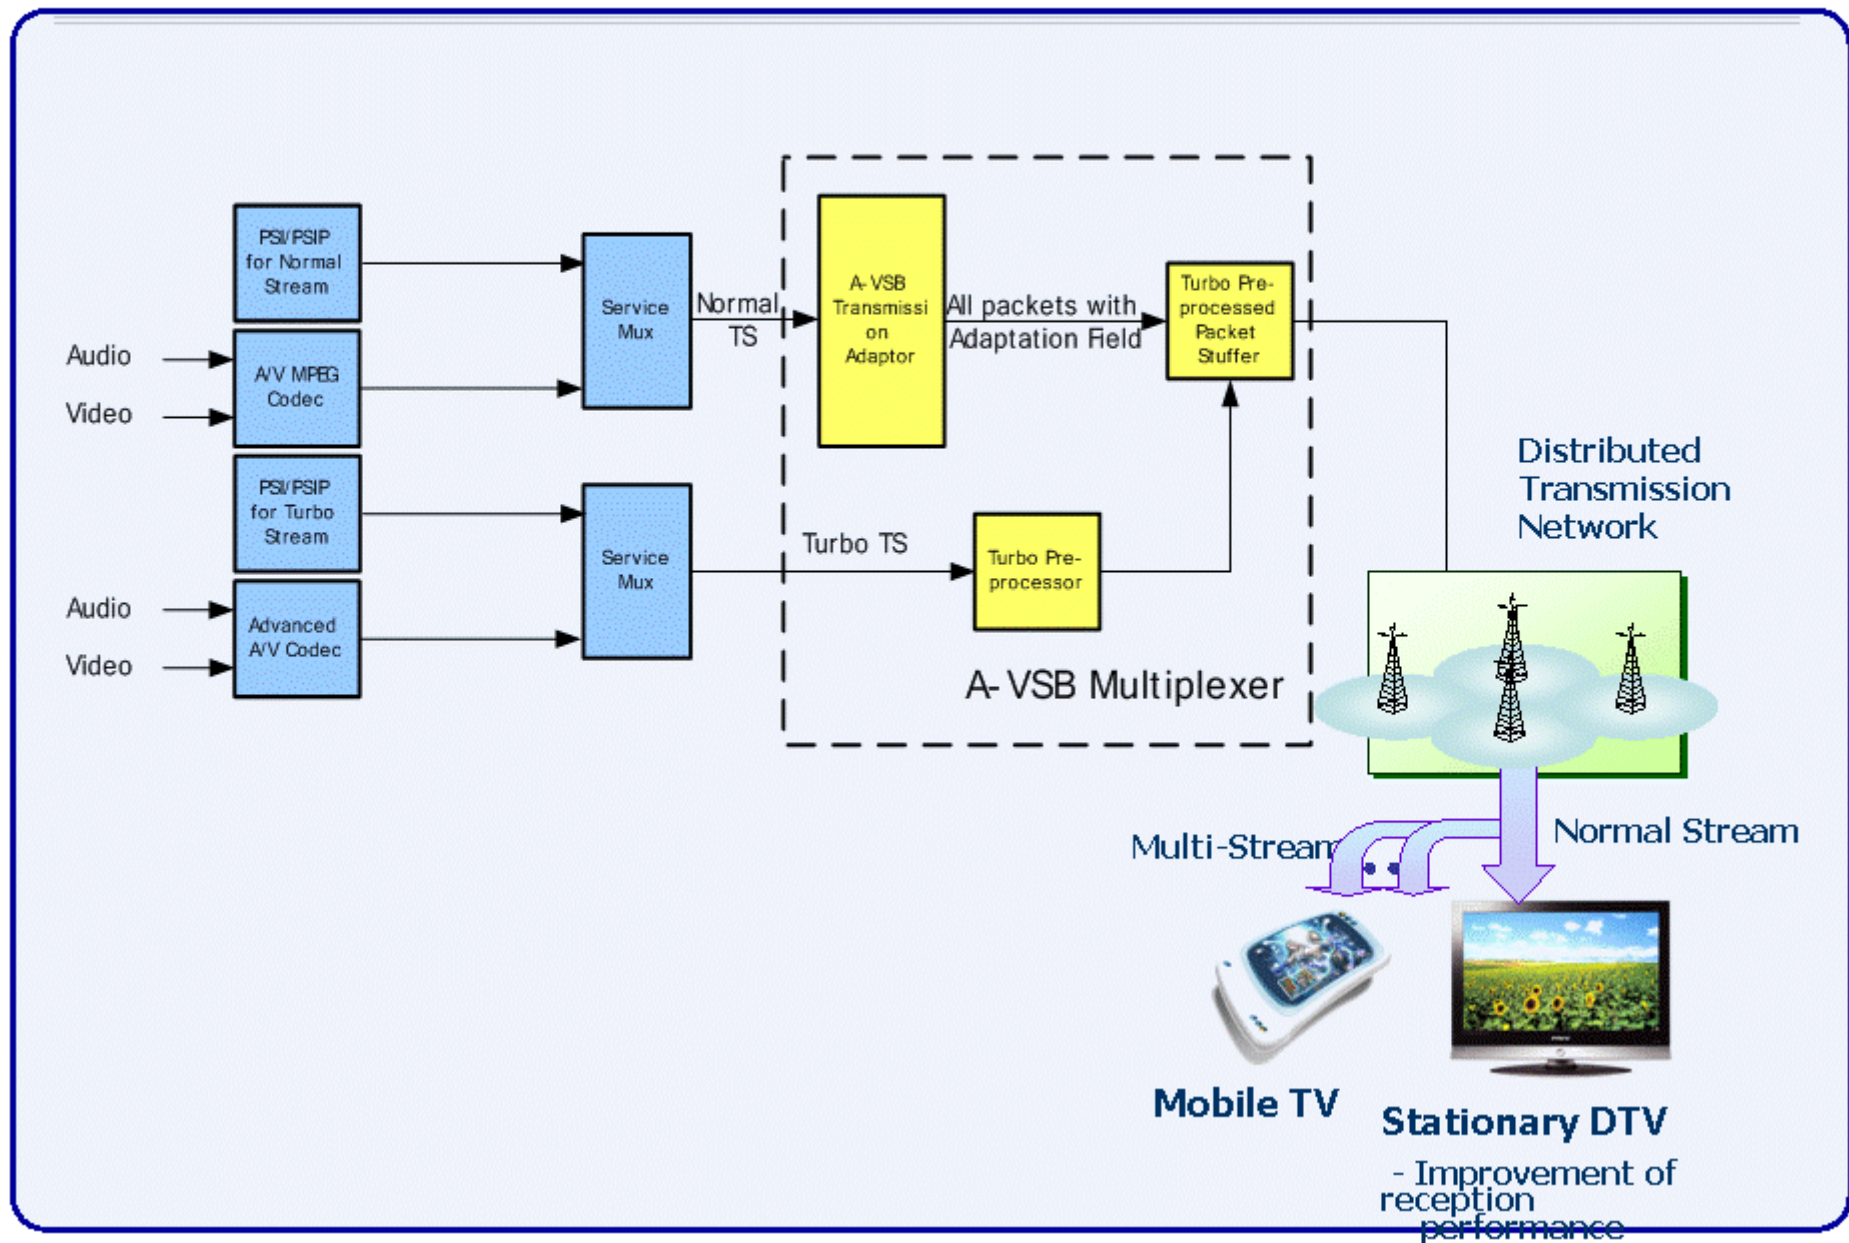 PSI/PSIP
for Normal
Stream
Audio
Video
A/V MPEG
Codec
Service
Mux
Normal
TS
A-VSB
Transmissi
on
Adaptor
All packets with
Adaptation Field
Turbo Pre-
processed
Packet
Stuffer
PSI/PSIP
for Turbo
Stream
Audio
Video
Advanced
A/V Codec
Service
Mux
Turbo TS
Turbo Pre-
processor
A-VSB Multiplexer
Distributed
Transmission
Network
Multi-Stream
Normal Stream
Mobile TV
Stationary DTV
- Improvement of
reception
performance